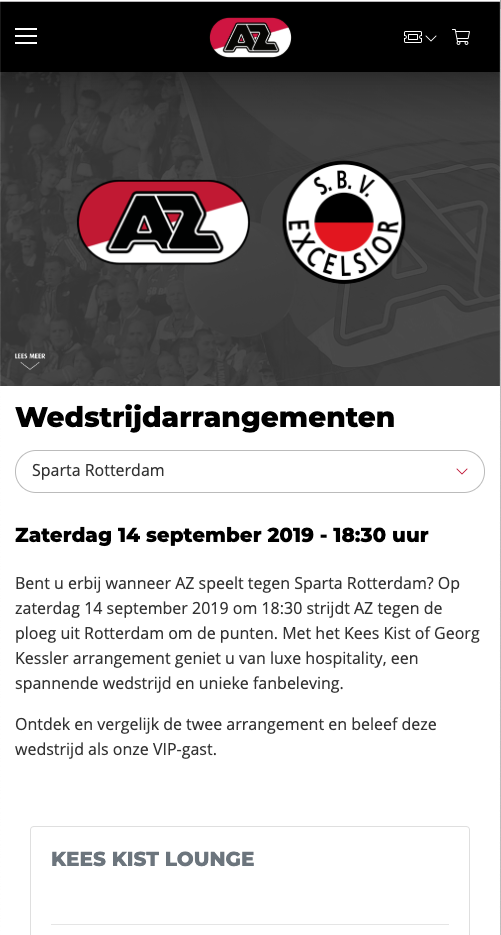 AZ
AZ
S.B.V.
EXCELSIOR
LEES MEER
Wedstrijdarrangementen
Sparta Rotterdam
Zaterdag 14 september 2019 - 18:30 uur
Bent u erbij wanneer AZ speelt tegen Sparta Rotterdam? Op
zaterdag 14 september 2019 om 18:30 strijdt AZ tegen de
ploeg uit Rotterdam om de punten. Met het Kees Kist of Georg
Kessler arrangement geniet u van luxe hospitality, een
spannende wedstrijd en unieke fanbeleving.
Ontdek en vergelijk de twee arrangement en beleef deze
wedstrijd als onze VIP-gast.
KEES KIST LOUNGE